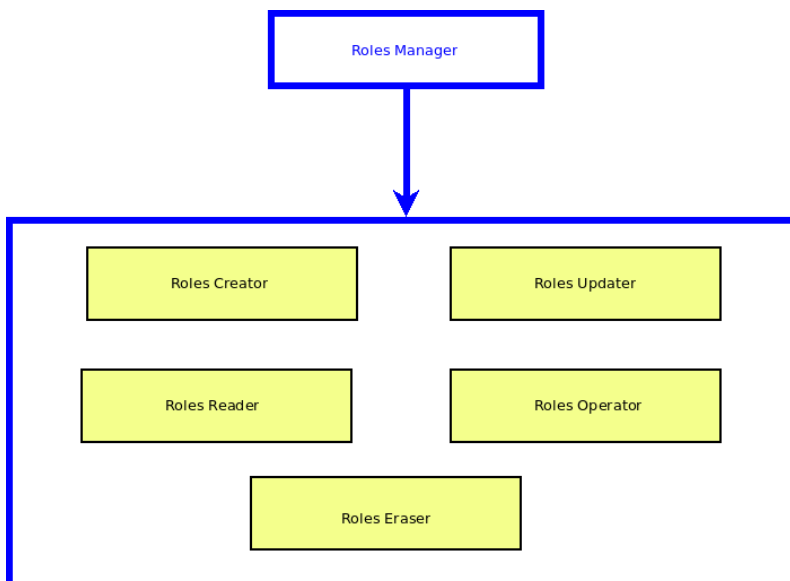 Roles Manager
Roles Creator
Roles Updater
Roles Reader
Roles Operator
Roles Eraser